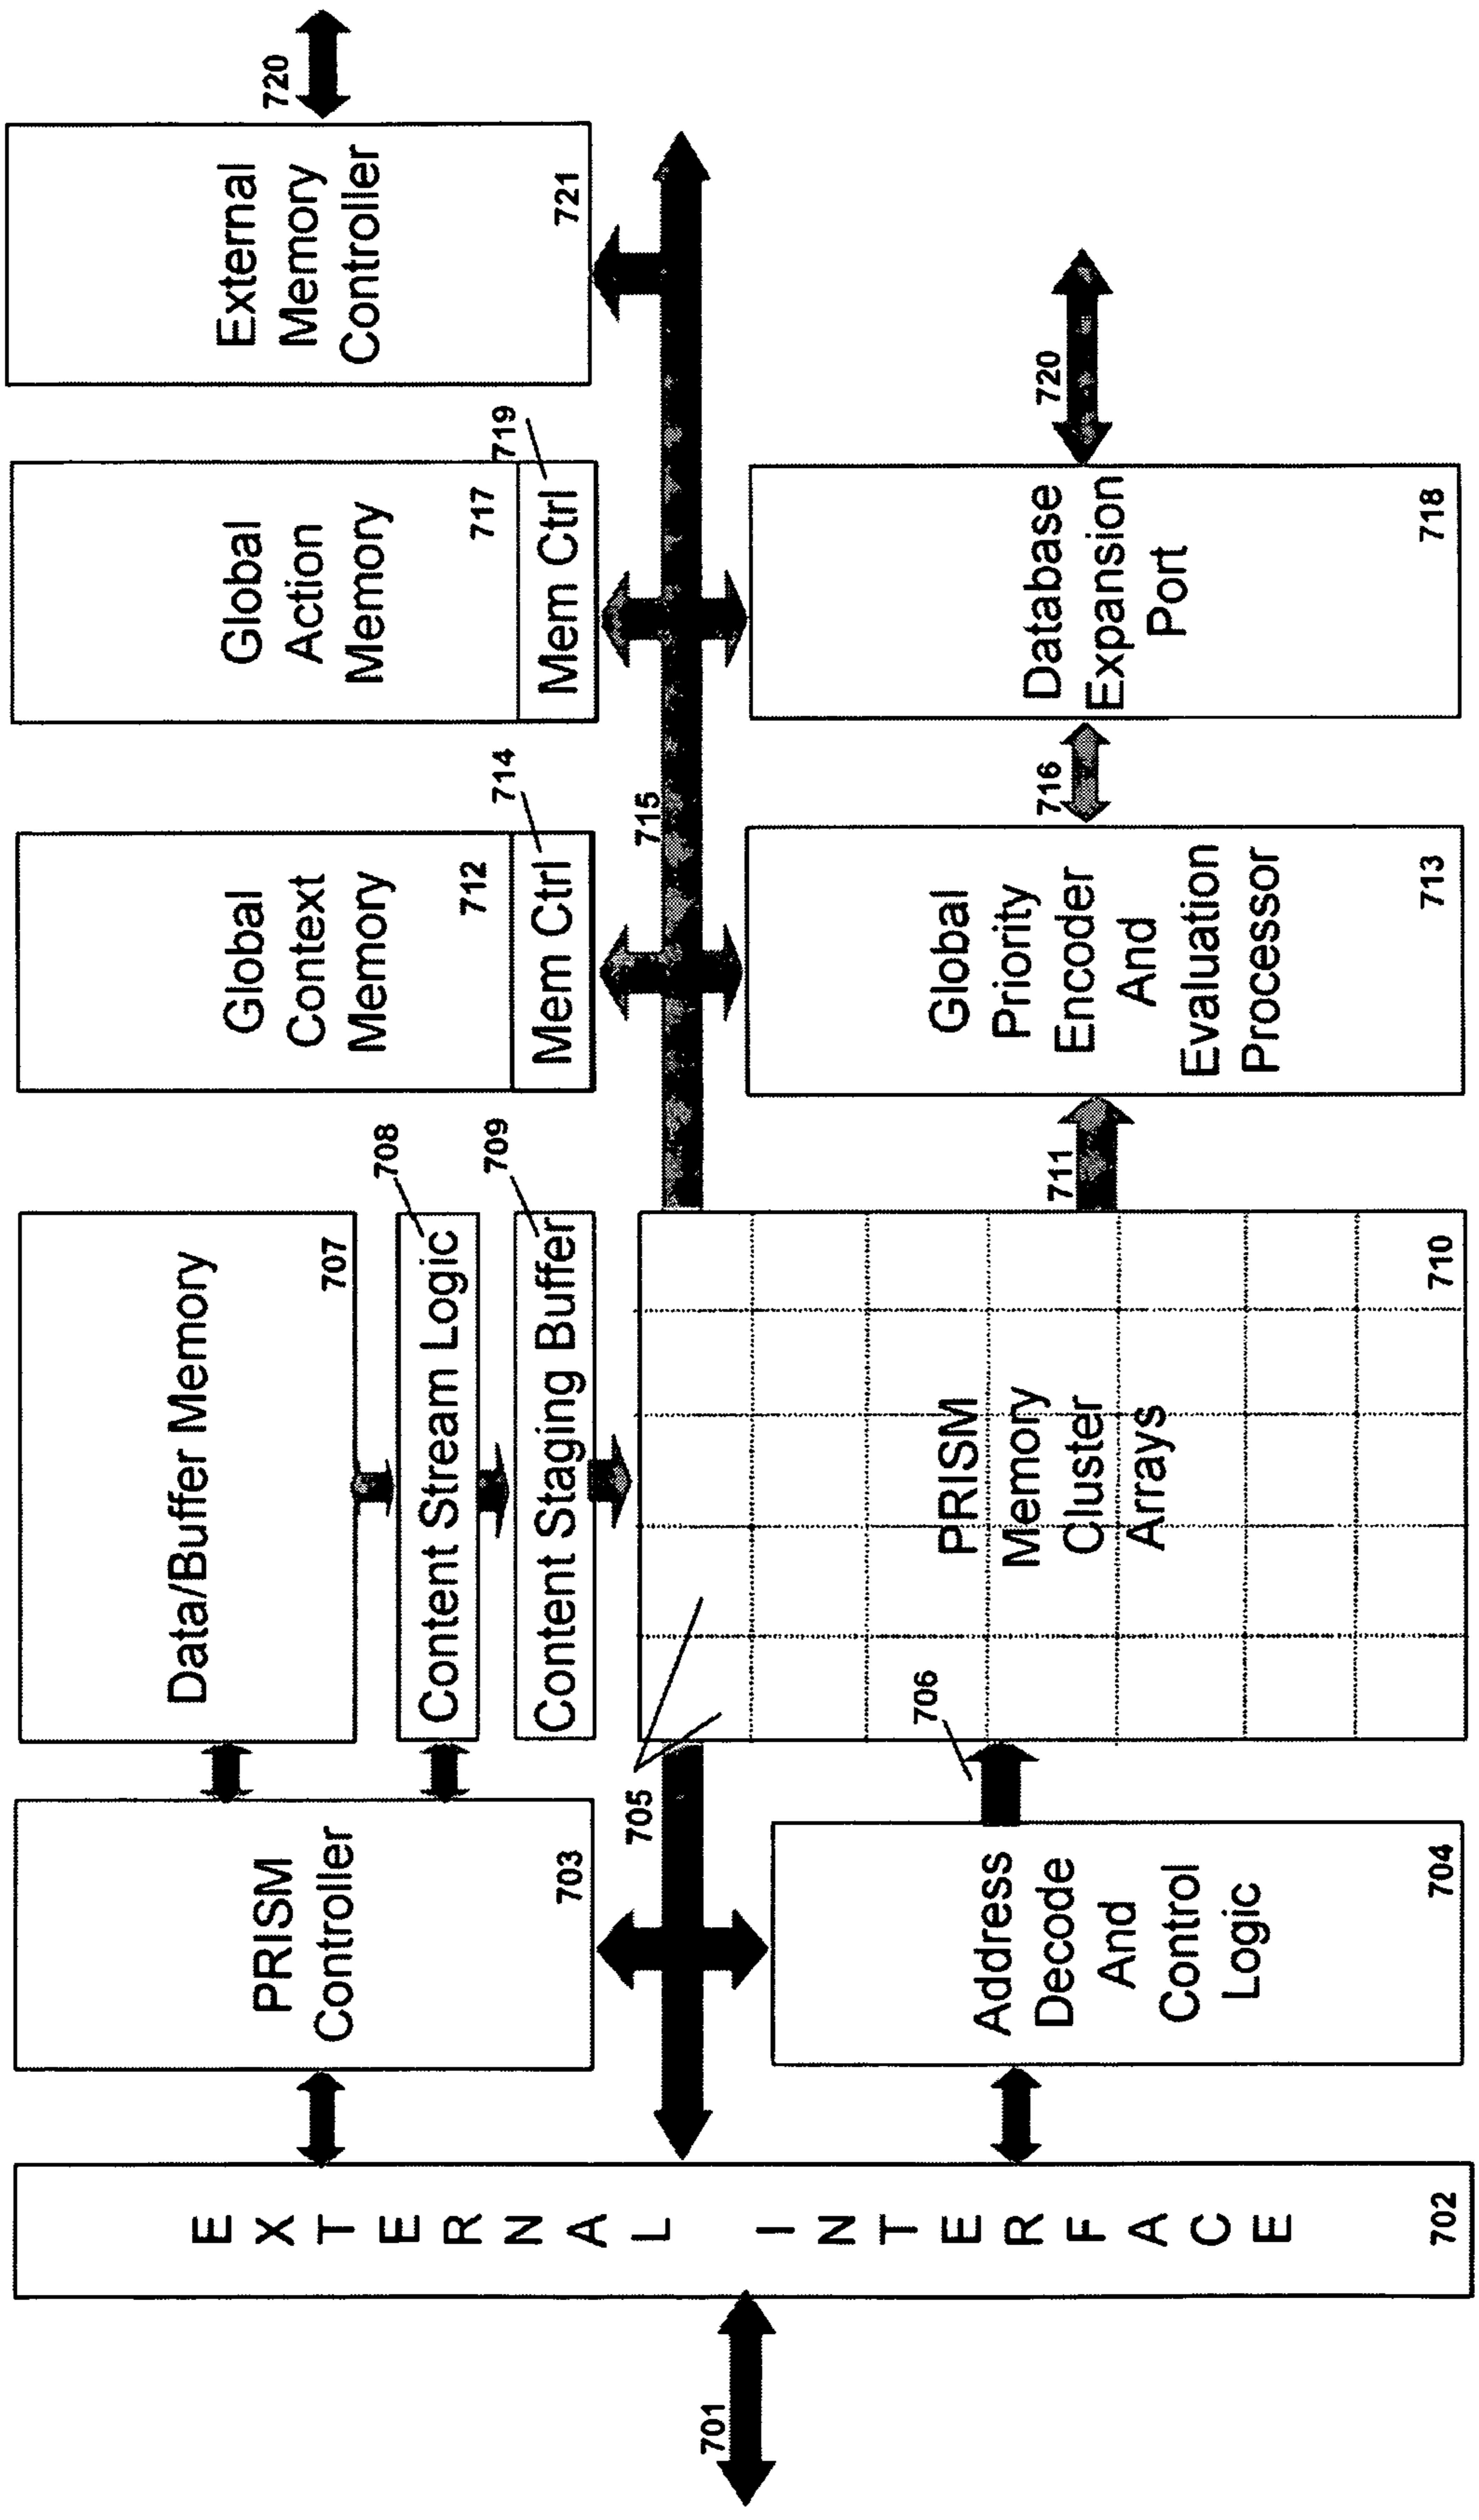 701
EXTERNAL INTERFACE
702
PRISM
Controller
703
705
Address
Decode
And
Control
Logic
704
706
Data/Buffer Memory
707
Content Stream Logic
708
Content Staging Buffer
709
PRISM
Memory
Cluster
Arrays
710
711
Global
Context
Memory
712
Mem Ctrl
714
715
Global
Priority
Encoder
And
Evaluation
Processor
713
716
Global
Action
Memory
717
Mem Ctrl
719
Database
Expansion
Port
718
720
External
Memory
Controller
721
720